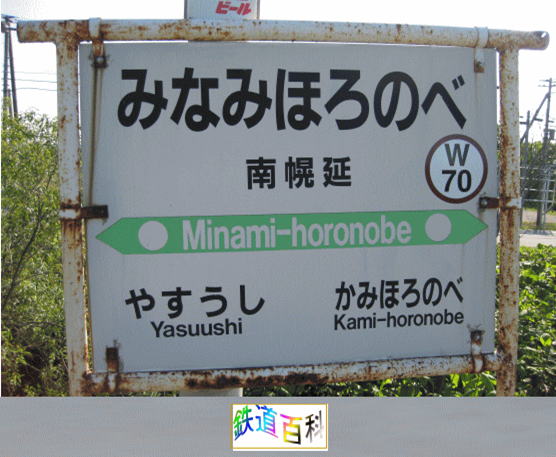 ビール
みなみほろのべ
南幌延
W
70
Minami-horonobe
やすうし
Yasuushi
かみほろのべ
Kami-horonobe
鉄道百科